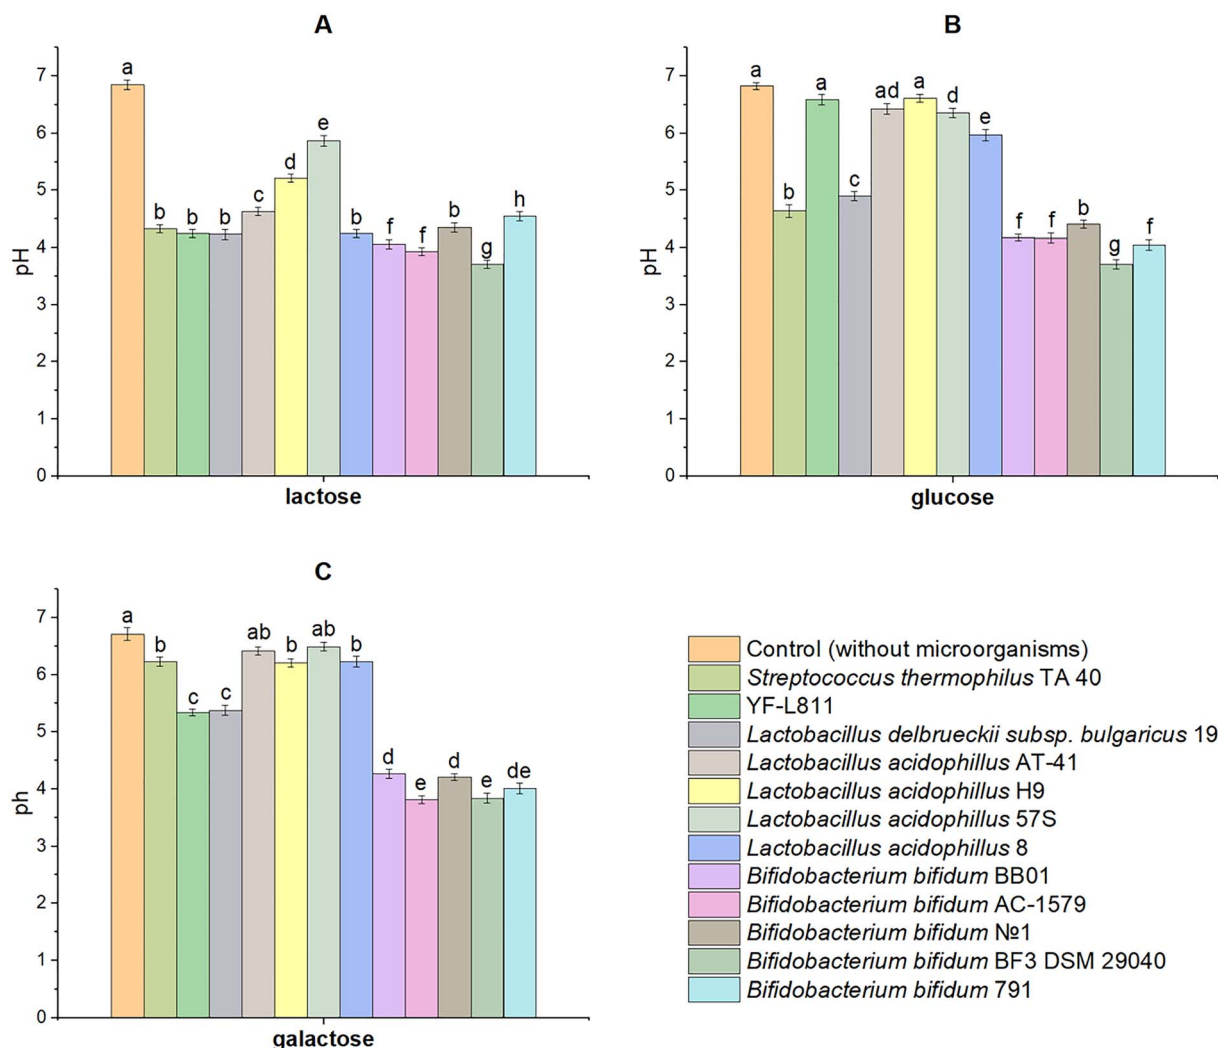 A
a
b
b
b
c
d
e
b
f
f
b
g
h
7
6
5
4
3
2
1
0
pH
lactose
B
a
b
a
c
ad
a
d
e
f
f
b
g
f
7
6
5
4
3
2
1
0
pH
glucose
C
a
b
c
c
ab
b
ab
b
d
e
d
e
de
7
6
5
4
3
2
1
0
ph
galactose
Control (without microorganisms)
Streptococcus thermophilus TA 40
YF-L811
Lactobacillus delbrueckii subsp. bulgaricus 19
Lactobacillus acidophillus AT-41
Lactobacillus acidophillus H9
Lactobacillus acidophillus 57S
Lactobacillus acidophillus 8
Bifidobacterium bifidum BB01
Bifidobacterium bifidum AC-1579
Bifidobacterium bifidum №1
Bifidobacterium bifidum BF3 DSM 29040
Bifidobacterium bifidum 791